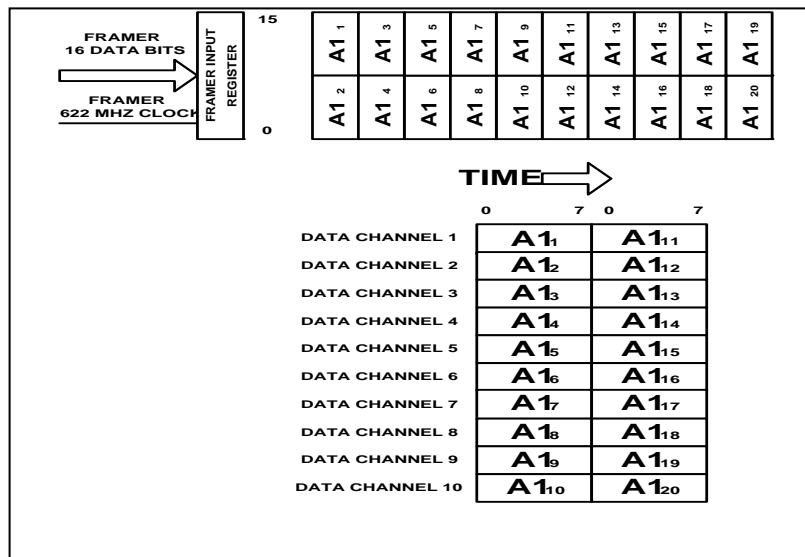 FRAMER
16 DATA BITS
FRAMER
622 MHZ CLOCK
FRAMER INPUT
REGISTER
15
0
A1 1 A1 3 A1 5 A1 7 A1 9 A1 11 A1 13 A1 15 A1 17 A1 19
A1 2 A1 4 A1 6 A1 8 A1 10 A1 12 A1 14 A1 16 A1 18 A1 20
TIME
0 7 0 7
DATA CHANNEL 1 A1₁ A1₁₁
DATA CHANNEL 2 A1₂ A1₁₂
DATA CHANNEL 3 A1₃ A1₁₃
DATA CHANNEL 4 A1₄ A1₁₄
DATA CHANNEL 5 A1₅ A1₁₅
DATA CHANNEL 6 A1₆ A1₁₆
DATA CHANNEL 7 A1₇ A1₁₇
DATA CHANNEL 8 A1₈ A1₁₈
DATA CHANNEL 9 A1₉ A1₁₉
DATA CHANNEL 10 A1₁₀ A1₂₀